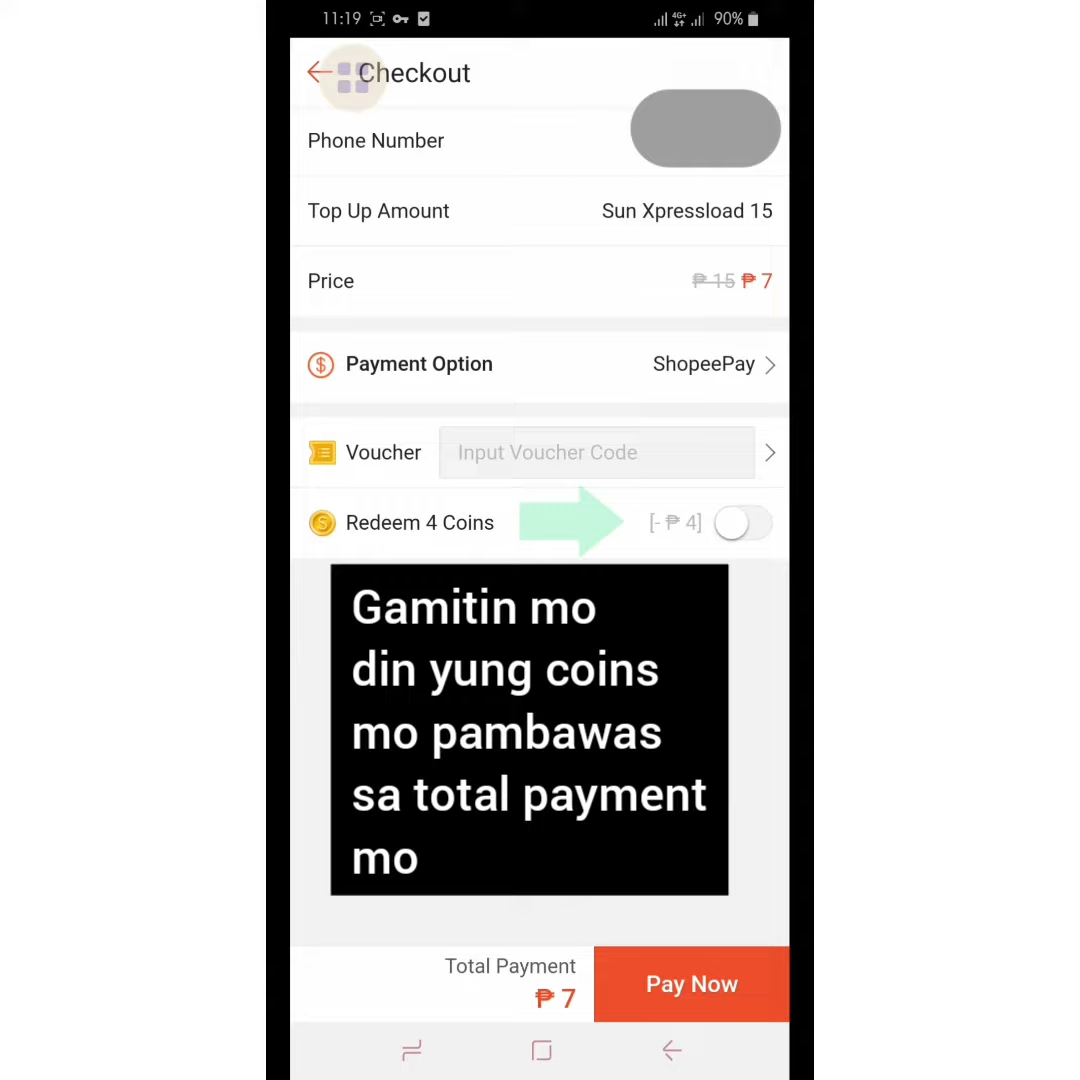 11:19 4G+ 90%
Checkout
Phone Number
Top Up Amount Sun Xpressload 15
Price ₱ 15 ₱ 7
Payment Option ShopeePay
Voucher Input Voucher Code
Redeem 4 Coins [- ₱ 4]
Gamitin mo
din yung coins
mo pambawas
sa total payment
mo
Total Payment
₱ 7
Pay Now